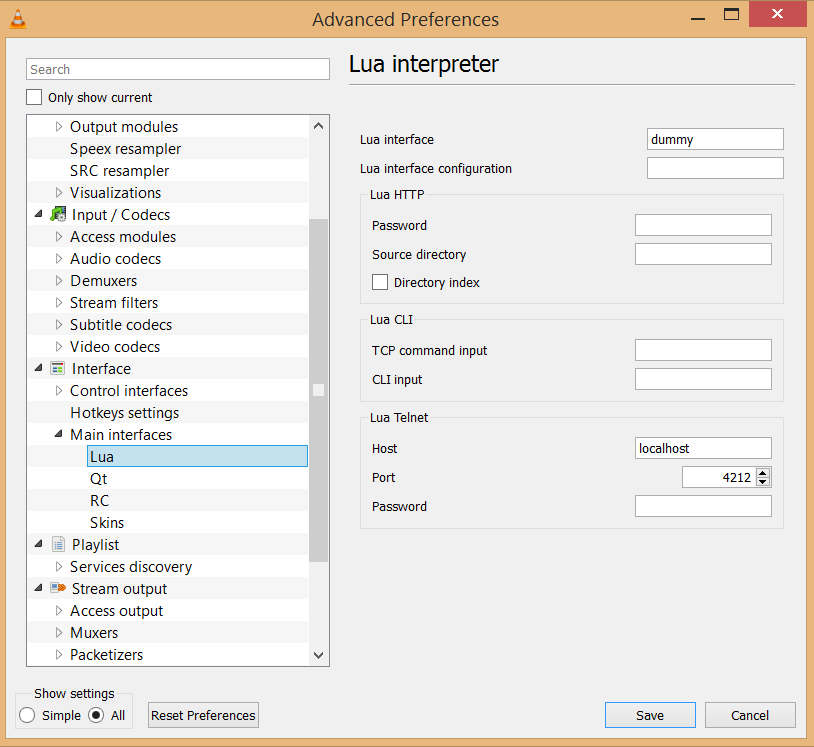 Advanced Preferences
Search
Only show current
Output modules
Speex resampler
SRC resampler
Visualizations
Input / Codecs
Access modules
Audio codecs
Demuxers
Stream filters
Subtitle codecs
Video codecs
Interface
Control interfaces
Hotkeys settings
Main interfaces
Lua
Qt
RC
Skins
Playlist
Services discovery
Stream output
Access output
Muxers
Packetizers
Show settings
Simple All
Reset Preferences
Lua interpreter
Lua interface dummy
Lua interface configuration
Lua HTTP
Password
Source directory
Directory index
Lua CLI
TCP command input
CLI input
Lua Telnet
Host localhost
Port 4212
Password
Save Cancel